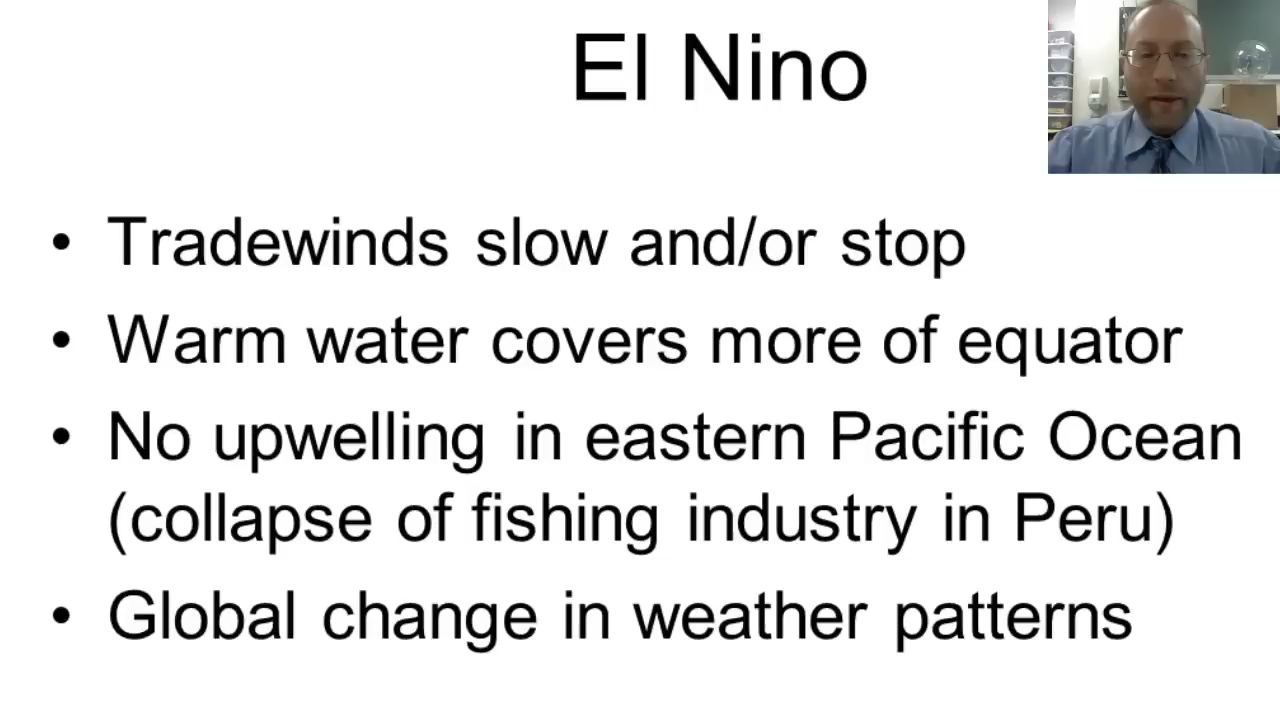 El Nino
• Tradewinds slow and/or stop
• Warm water covers more of equator
• No upwelling in eastern Pacific Ocean
(collapse of fishing industry in Peru)
• Global change in weather patterns